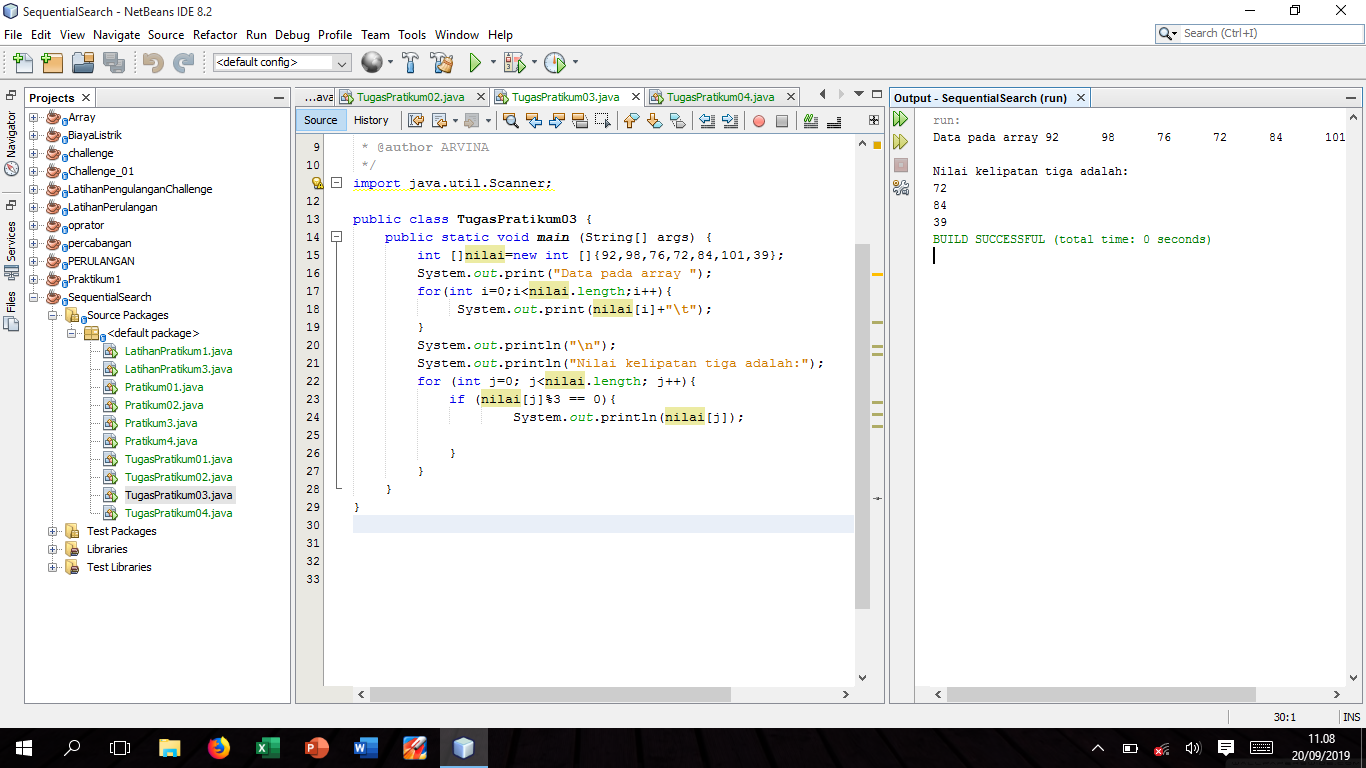 SequentialSearch - NetBeans IDE 8.2
File Edit View Navigate Source Refactor Run Debug Profile Team Tools Window Help
Search (Ctrl+I)
<default config>
Projects
Navigator
Services
Files
Array
BiayaListrik
challenge
Challenge_01
LatihanPengulanganChallenge
LatihanPerulangan
oprator
percabangan
PERULANGAN
Praktikum1
SequentialSearch
Source Packages
<default package>
LatihanPratikum1.java
LatihanPratikum3.java
Pratikum01.java
Pratikum02.java
Pratikum3.java
Pratikum4.java
TugasPratikum01.java
TugasPratikum02.java
TugasPratikum03.java
TugasPratikum04.java
Test Packages
Libraries
Test Libraries
...ava TugasPratikum02.java TugasPratikum03.java TugasPratikum04.java
Source History
9 * @author ARVINA
10 */
import java.util.Scanner;
12
13 public class TugasPratikum03 {
14 public static void main (String[] args) {
15 int []nilai=new int []{92,98,76,72,84,101,39};
16 System.out.print("Data pada array ");
17 for(int i=0;i<nilai.length;i++){
18 System.out.print(nilai[i]+"\t");
19 }
20 System.out.println("\n");
21 System.out.println("Nilai kelipatan tiga adalah:");
22 for (int j=0; j<nilai.length; j++){
23 if (nilai[j]%3 == 0){
24 System.out.println(nilai[j]);
25
26 }
27 }
28 }
29 }
30
31
32
33
Output - SequentialSearch (run)
run:
Data pada array 92 98 76 72 84 101
Nilai kelipatan tiga adalah:
72
84
39
BUILD SUCCESSFUL (total time: 0 seconds)
30:1 INS
11.08
20/09/2019